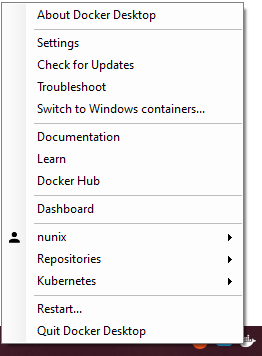 About Docker Desktop
Settings
Check for Updates
Troubleshoot
Switch to Windows containers...
Documentation
Learn
Docker Hub
Dashboard
nunix
Repositories
Kubernetes
Restart...
Quit Docker Desktop